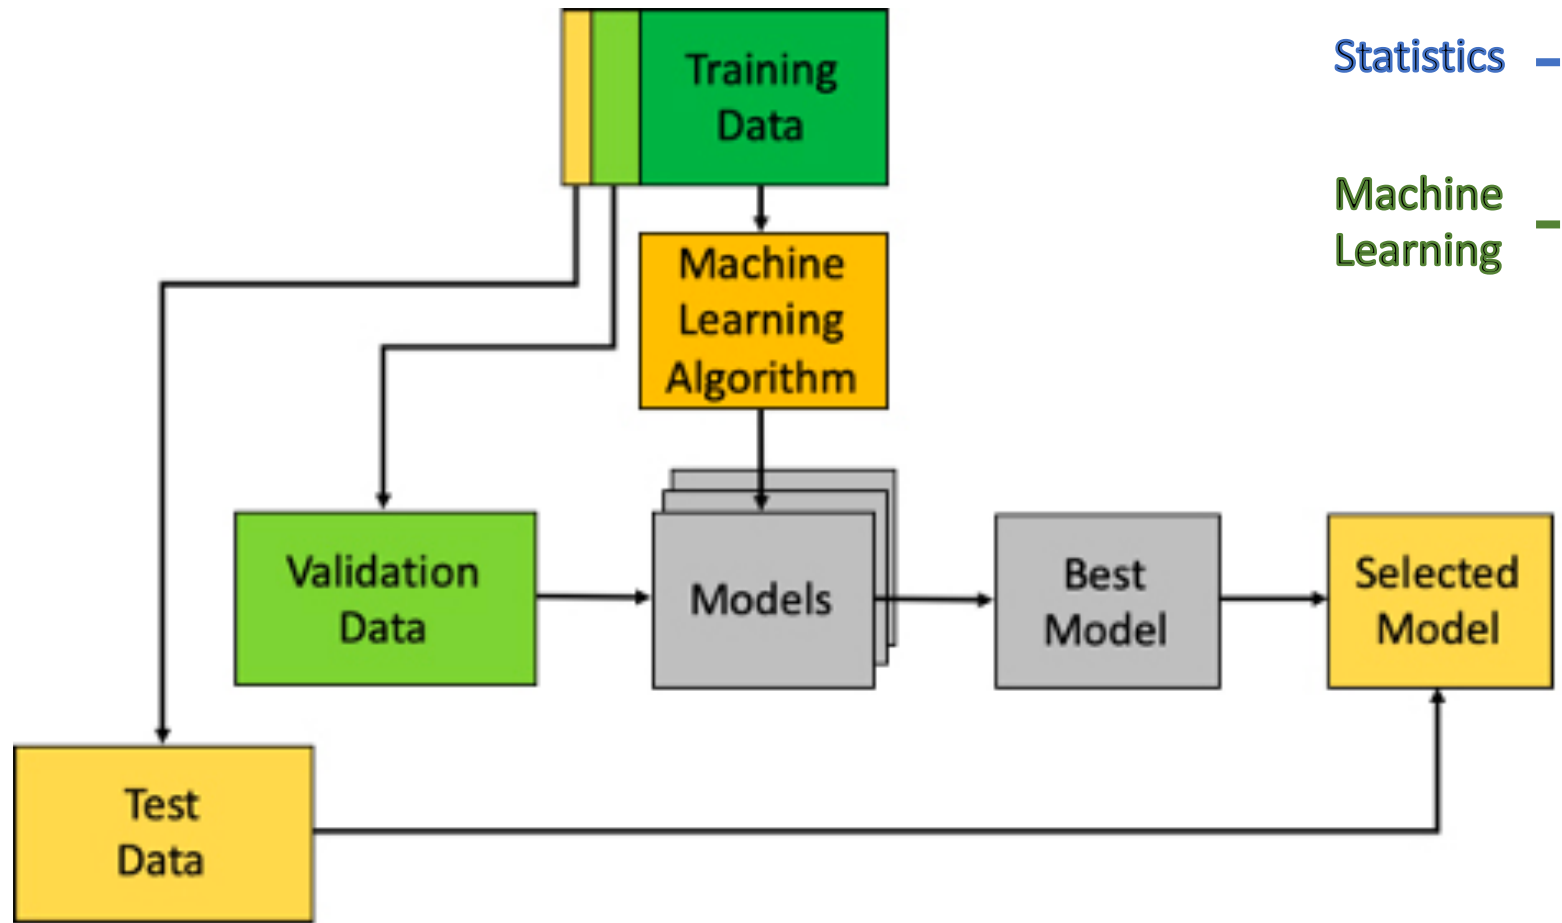 Training
Data
Statistics
Machine
Learning
Machine
Learning
Algorithm
Validation
Data
Models
Best
Model
Selected
Model
Test
Data